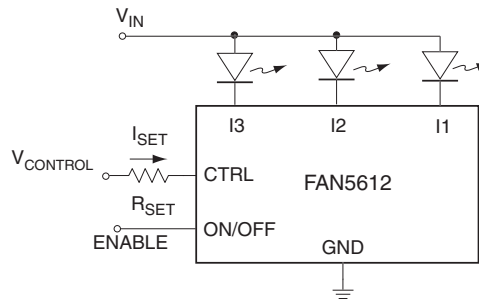 V_IN
I3 I2 I1
I_SET
V_CONTROL
CTRL
FAN5612
R_SET
ON/OFF
ENABLE
GND